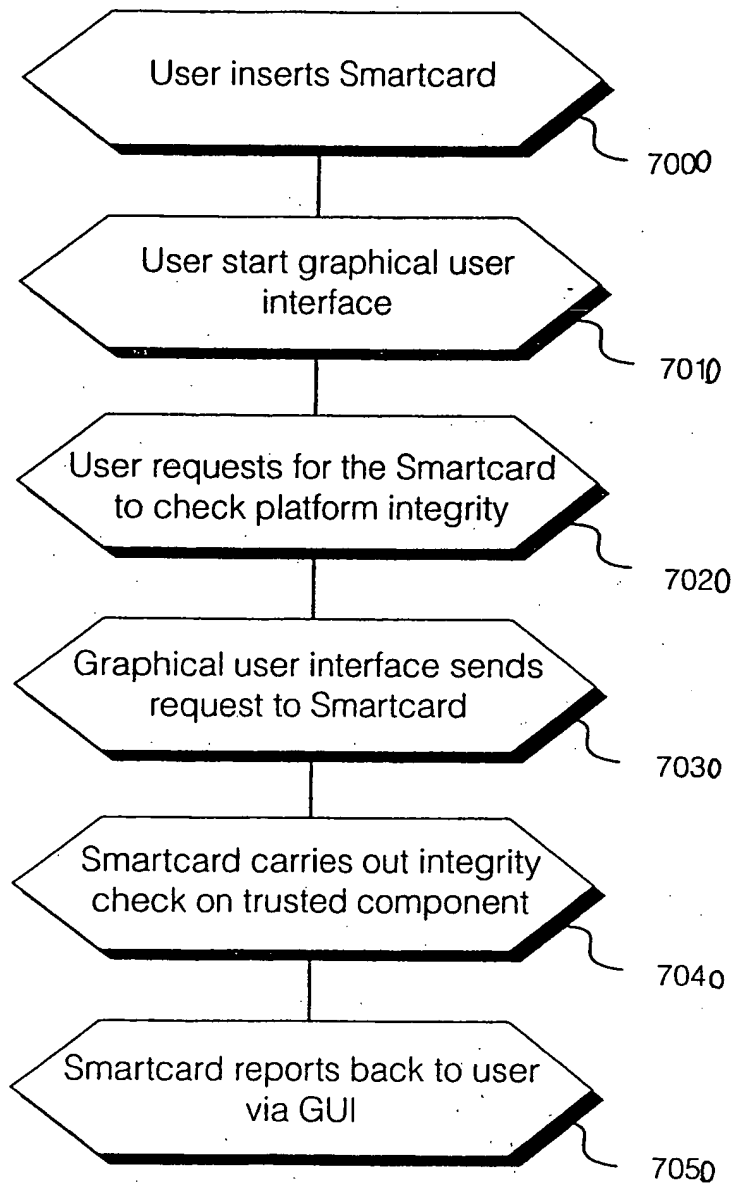 User inserts Smartcard
7000
User start graphical user
interface
7010
User requests for the Smartcard
to check platform integrity
7020
Graphical user interface sends
request to Smartcard
7030
Smartcard carries out integrity
check on trusted component
7040
Smartcard reports back to user
via GUI
7050